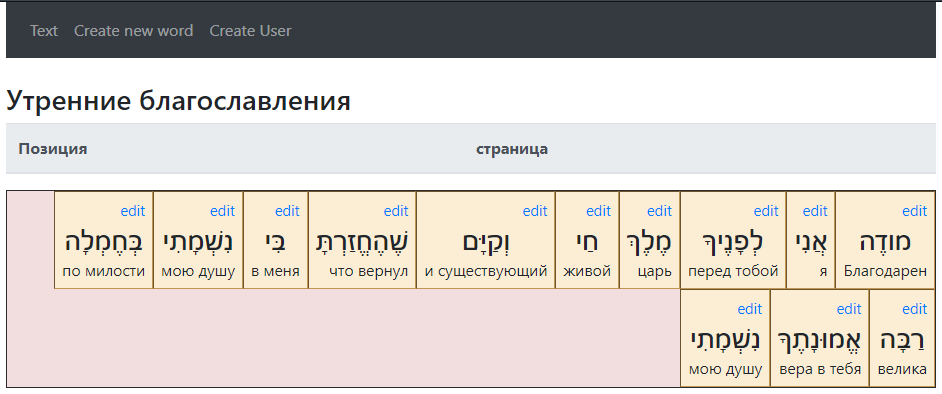 Text Create new word Create User
Утренние благославления
Позиция страница
edit edit edit edit edit edit edit edit edit edit
מודֶה אֲנִי לְפָנֶיךָ מֶלֶךְ חַי וְקַיָּם שֶׁהֶחֱזַרְתָּ בִּי נִשְׁמָתִי בְּחֶמְלָה
Благодарен я перед тобой царь живой и существующий что вернул в меня мою душу по милости
edit edit edit
רַבָּה אֱמוּנָתֶךָ נִשְׁמָתִי
велика вера в тебя мою душу